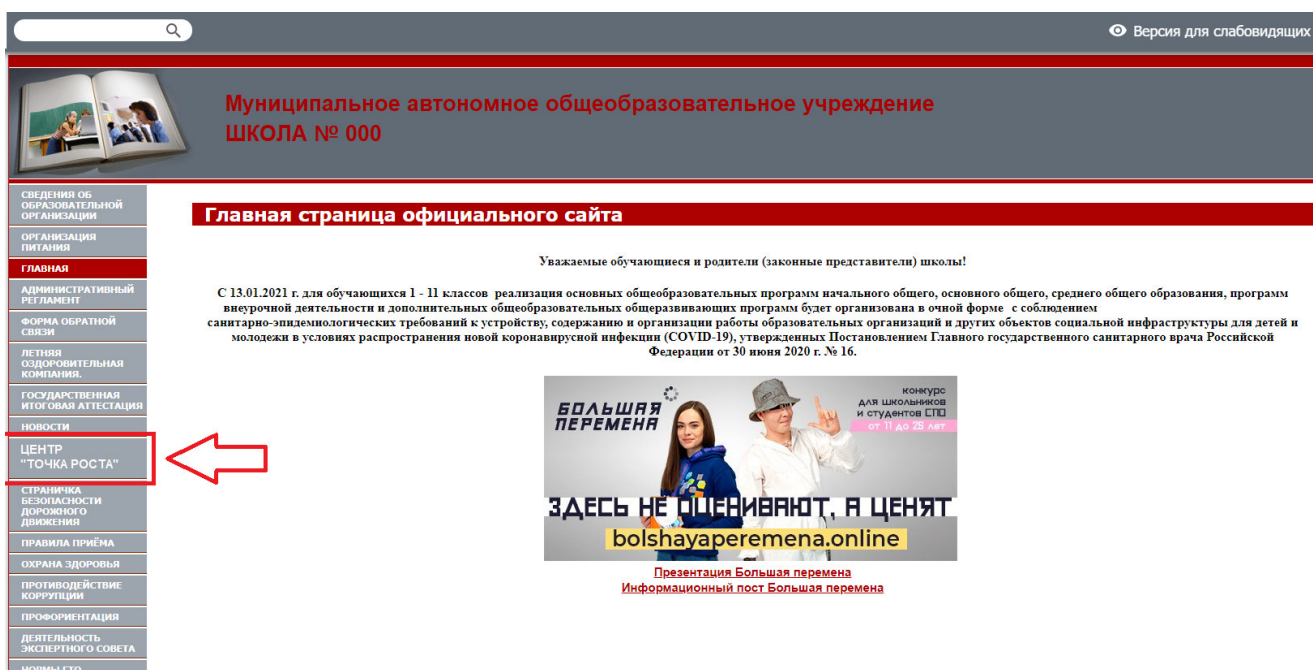 Версия для слабовидящих
Муниципальное автономное общеобразовательное учреждение
ШКОЛА № 000
СВЕДЕНИЯ ОБ
ОБРАЗОВАТЕЛЬНОЙ
ОРГАНИЗАЦИИ
ОРГАНИЗАЦИЯ
ПИТАНИЯ
ГЛАВНАЯ
АДМИНИСТРАТИВНЫЙ
РЕГЛАМЕНТ
ФОРМА ОБРАТНОЙ
СВЯЗИ
ЛЕТНЯЯ
ОЗДОРОВИТЕЛЬНАЯ
КОМПАНИЯ.
ГОСУДАРСТВЕННАЯ
ИТОГОВАЯ АТТЕСТАЦИЯ
НОВОСТИ
ЦЕНТР
"ТОЧКА РОСТА"
СТРАНИЧКА
БЕЗОПАСНОСТИ
ДОРОЖНОГО
ДВИЖЕНИЯ
ПРАВИЛА ПРИЁМА
ОХРАНА ЗДОРОВЬЯ
ПРОТИВОДЕЙСТВИЕ
КОРРУПЦИИ
ПРОФОРИЕНТАЦИЯ
ДЕЯТЕЛЬНОСТЬ
ЭКСПЕРТНОГО СОВЕТА
НОРМЫ ГТО
Главная страница официального сайта
Уважаемые обучающиеся и родители (законные представители) школы!
С 13.01.2021 г. для обучающихся 1 - 11 классов реализация основных общеобразовательных программ начального общего, основного общего, среднего общего образования, программ
внеурочной деятельности и дополнительных общеобразовательных общеразвивающих программ будет организована в очной форме с соблюдением
санитарно-эпидемиологических требований к устройству, содержанию и организации работы образовательных организаций и других объектов социальной инфраструктуры для детей и
молодежи в условиях распространения новой коронавирусной инфекции (COVID-19), утвержденных Постановлением Главного государственного санитарного врача Российской
Федерации от 30 июня 2020 г. № 16.
БОЛЬШАЯ
ПЕРЕМЕНА
конкурс
для школьников
и студентов СПО
от 11 до 25 лет
ЗДЕСЬ НЕ ОЦЕНИВАЮТ, А ЦЕНЯТ
bolshayaperemena.online
Презентация Большая перемена
Информационный пост Большая перемена